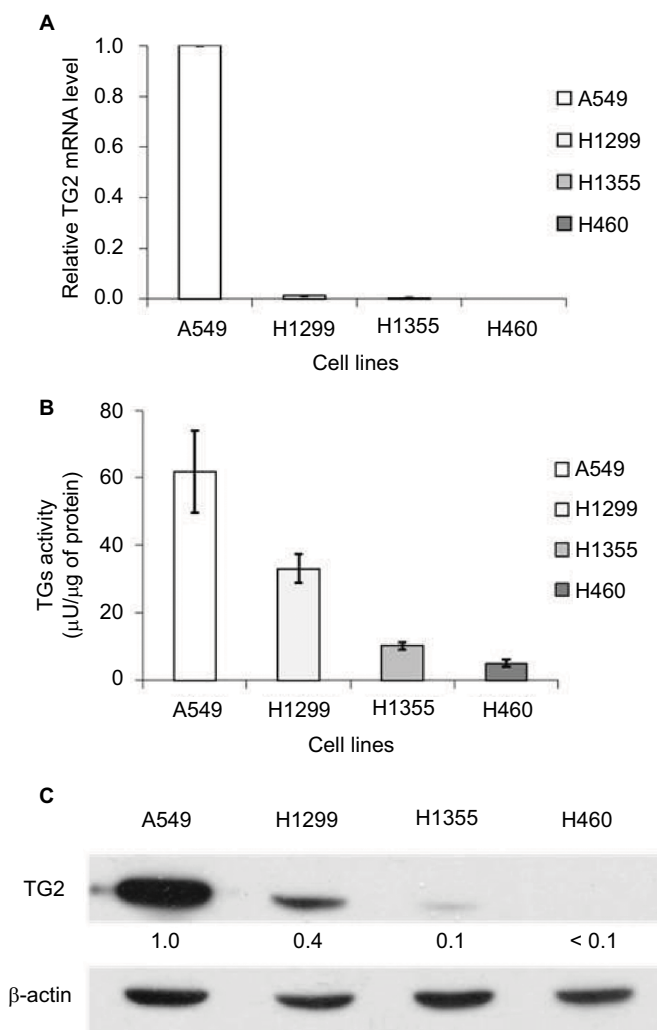 A
Relative TG2 mRNA level
1.0
0.8
0.6
0.4
0.2
0.0
A549
H1299
H1355
H460
Cell lines
A549
H1299
H1355
H460
B
TGs activity
(μU/μg of protein)
80
60
40
20
0
A549
H1299
H1355
H460
Cell lines
A549
H1299
H1355
H460
C
A549 H1299 H1355 H460
TG2
1.0 0.4 0.1 < 0.1
β-actin